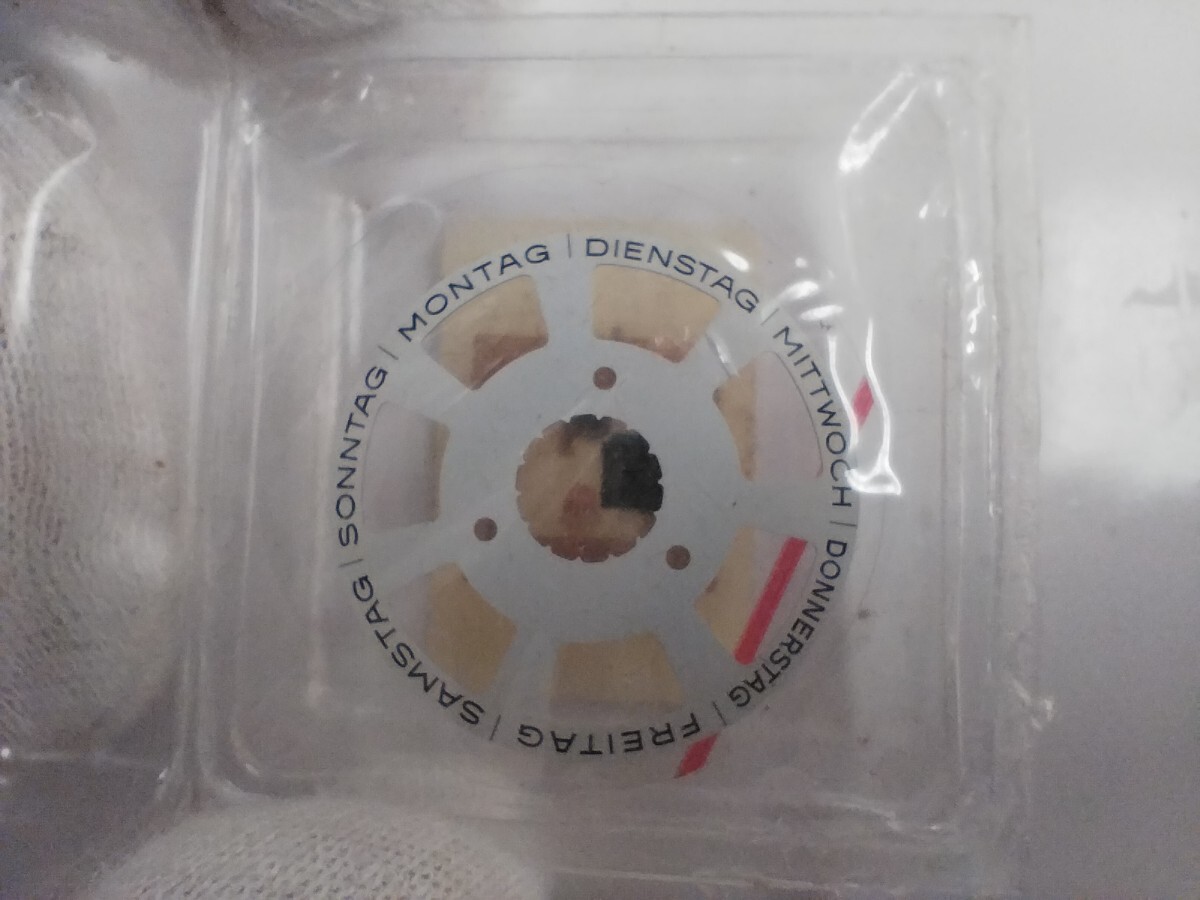 MONTAG | DIENSTAG | MITTWOCH | DONNERSTAG | FREITAG | SAMSTAG | SONNTAG |